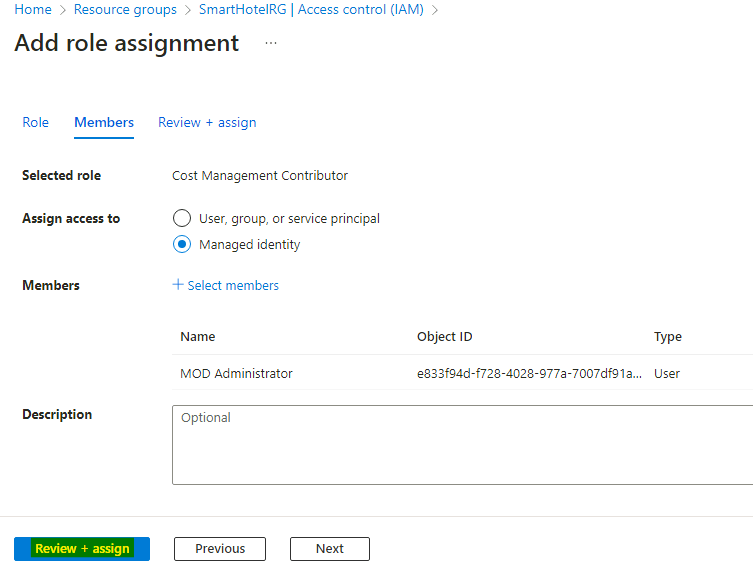 Home > Resource groups > SmartHotelRG | Access control (IAM) >
Add role assignment ...
Role Members Review + assign
Selected role Cost Management Contributor
Assign access to User, group, or service principal
Managed identity
Members + Select members
Name Object ID Type
MOD Administrator e833f94d-f728-4028-977a-7007df91a... User
Description Optional
Review + assign Previous Next